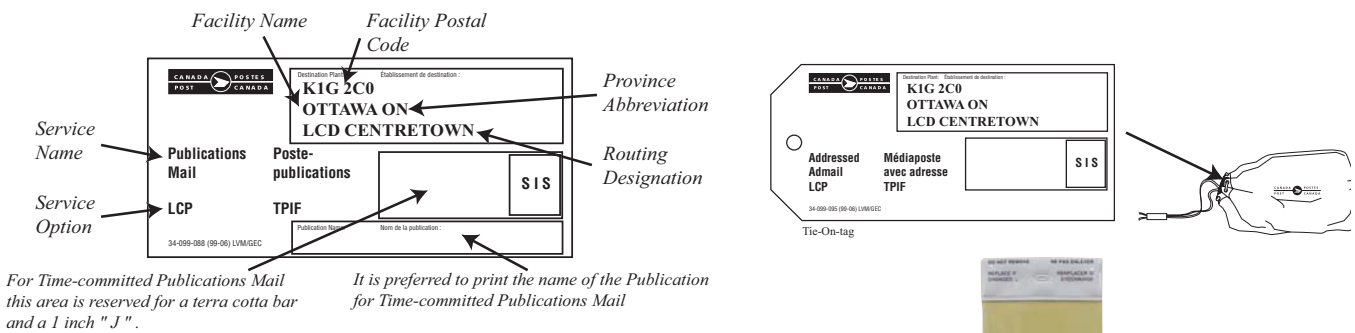 Facility Name
Facility Postal
Code
CANADA POSTES
POST CANADA
Destination Plant: Établissement de destination :
K1G 2C0
OTTAWA ON
LCD CENTRETOWN
Province
Abbreviation
Service
Name
Publications Poste-
Mail publications
Routing
Designation
SIS
Service
Option
LCP TPIF
Publication Name: Nom de la publication :
34-099-088 (99-06) LVM/GEC
For Time-committed Publications Mail
this area is reserved for a terra cotta bar
and a 1 inch " J " .
It is preferred to print the name of the Publication
for Time-committed Publications Mail
CANADA POSTES
POST CANADA
Destination Plant: Établissement de destination :
K1G 2C0
OTTAWA ON
LCD CENTRETOWN
Addressed Médiaposte
Admail avec adresse
LCP TPIF
SIS
34-099-095 (99-06) LVM/GEC
Tie-On-tag
CANADA POSTES
POST CANADA
DO NOT REMOVE NE PAS ENLEVER